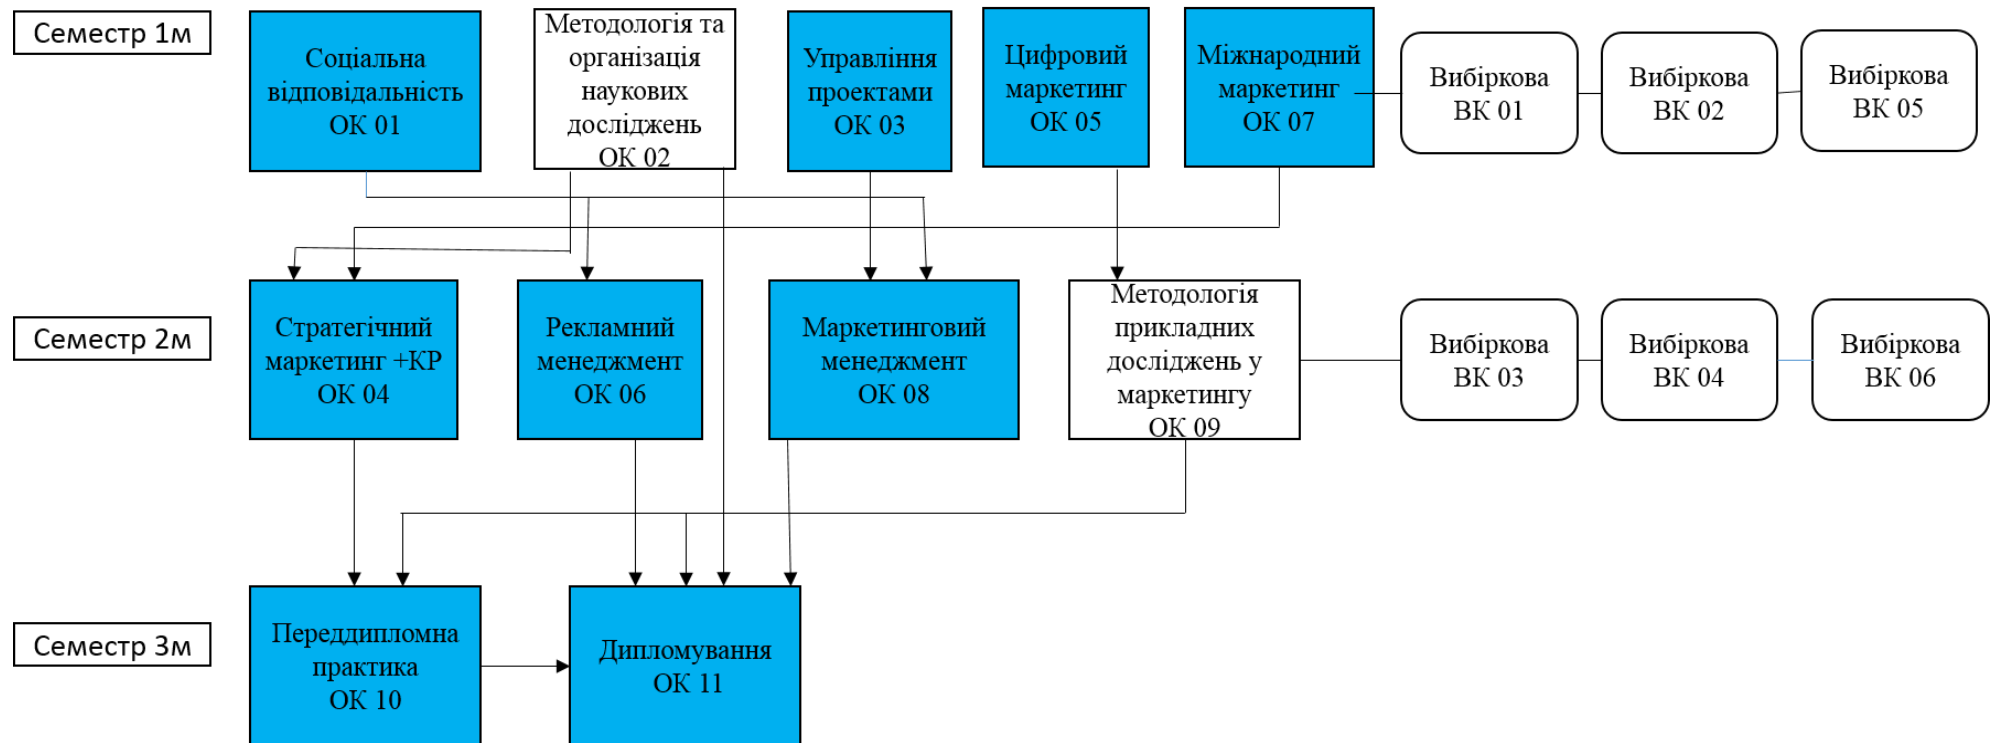 Семестр 1м
Соціальна
відповідальність
ОК 01
Методологія та
організація
наукових
досліджень
ОК 02
Управління
проектами
ОК 03
Цифровий
маркетинг
ОК 05
Міжнародний
маркетинг
ОК 07
Вибіркова
ВК 01
Вибіркова
ВК 02
Вибіркова
ВК 05
Семестр 2м
Стратегічний
маркетинг +КР
ОК 04
Рекламний
менеджмент
ОК 06
Маркетинговий
менеджмент
ОК 08
Методологія
прикладних
досліджень у
маркетингу
ОК 09
Вибіркова
ВК 03
Вибіркова
ВК 04
Вибіркова
ВК 06
Семестр 3м
Переддипломна
практика
ОК 10
Дипломування
ОК 11